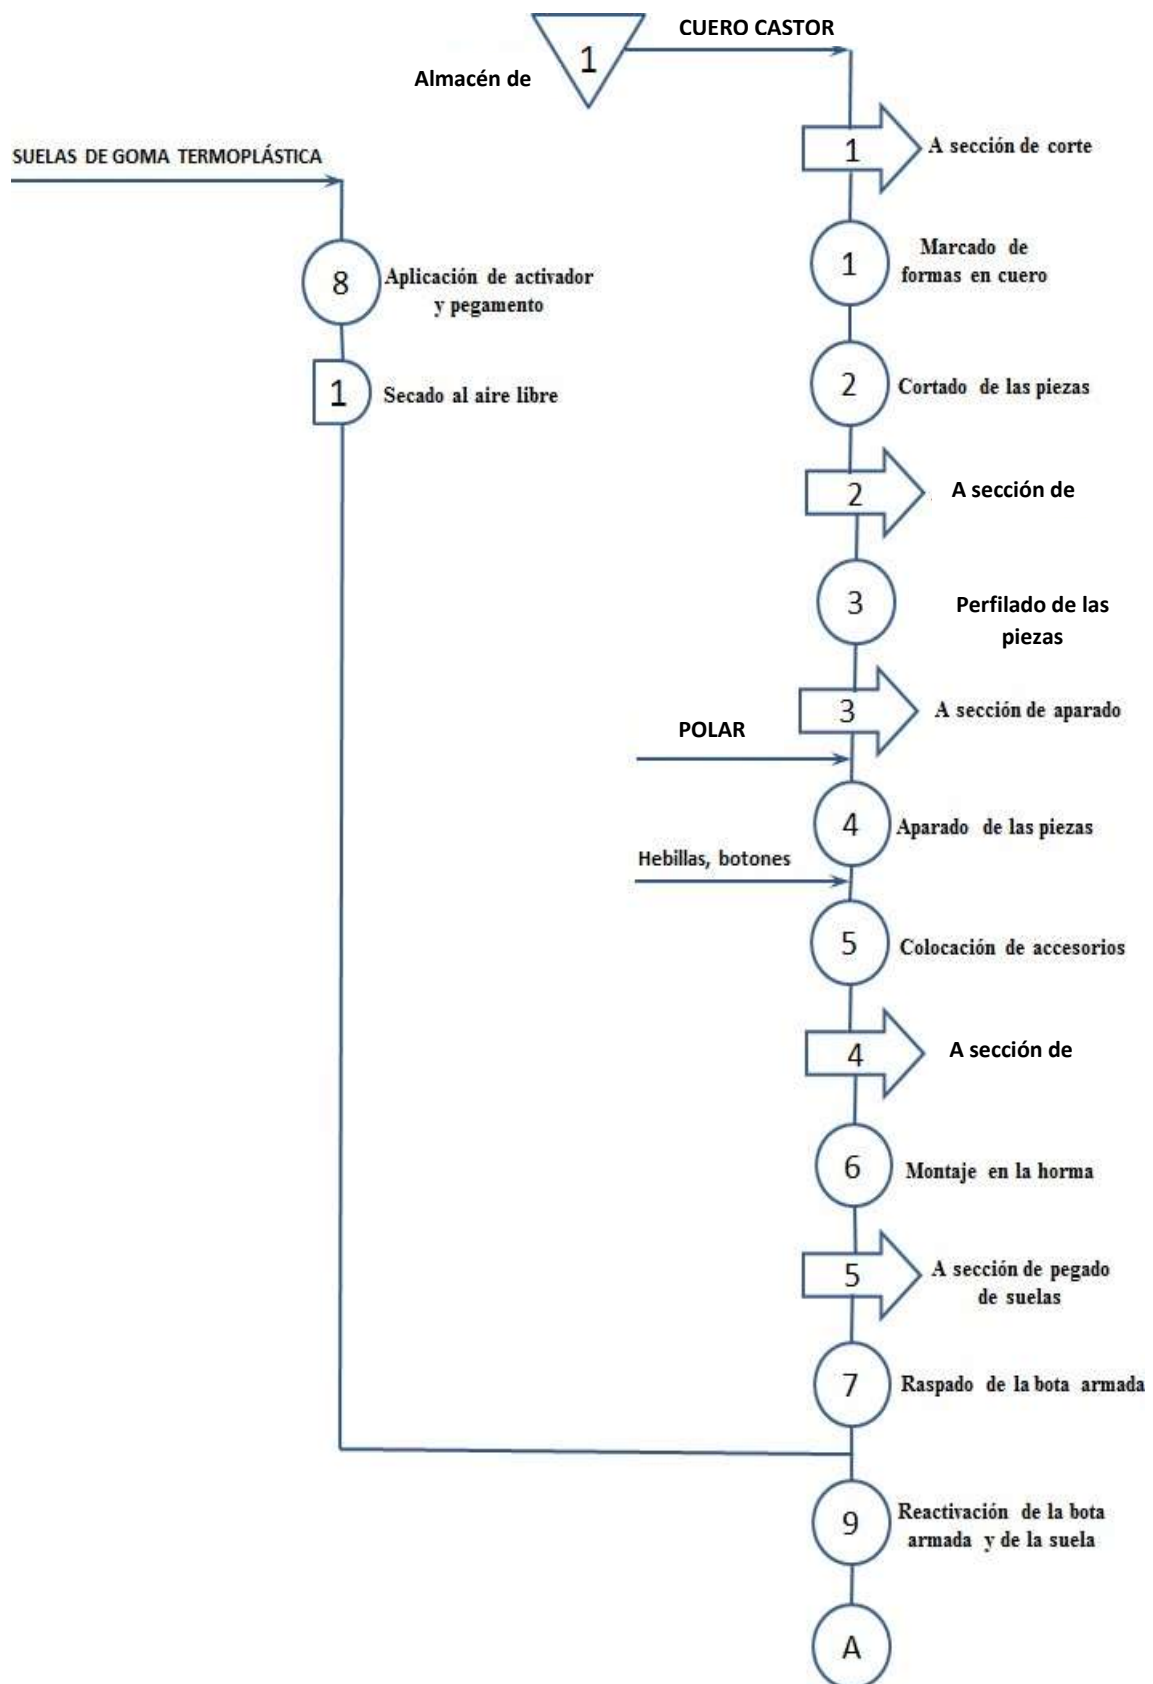 CUERO CASTOR
1
Almacén de
1
A sección de corte
SUELAS DE GOMA TERMOPLÁSTICA
1
Marcado de
formas en cuero
8
Aplicación de activador
y pegamento
2
Cortado de las piezas
1
Secado al aire libre
2
A sección de
3
Perfilado de las
piezas
3
A sección de aparado
POLAR
4
Aparado de las piezas
Hebillas, botones
5
Colocación de accesorios
4
A sección de
6
Montaje en la horma
5
A sección de pegado
de suelas
7
Raspado de la bota armada
9
Reactivación de la bota
armada y de la suela
A